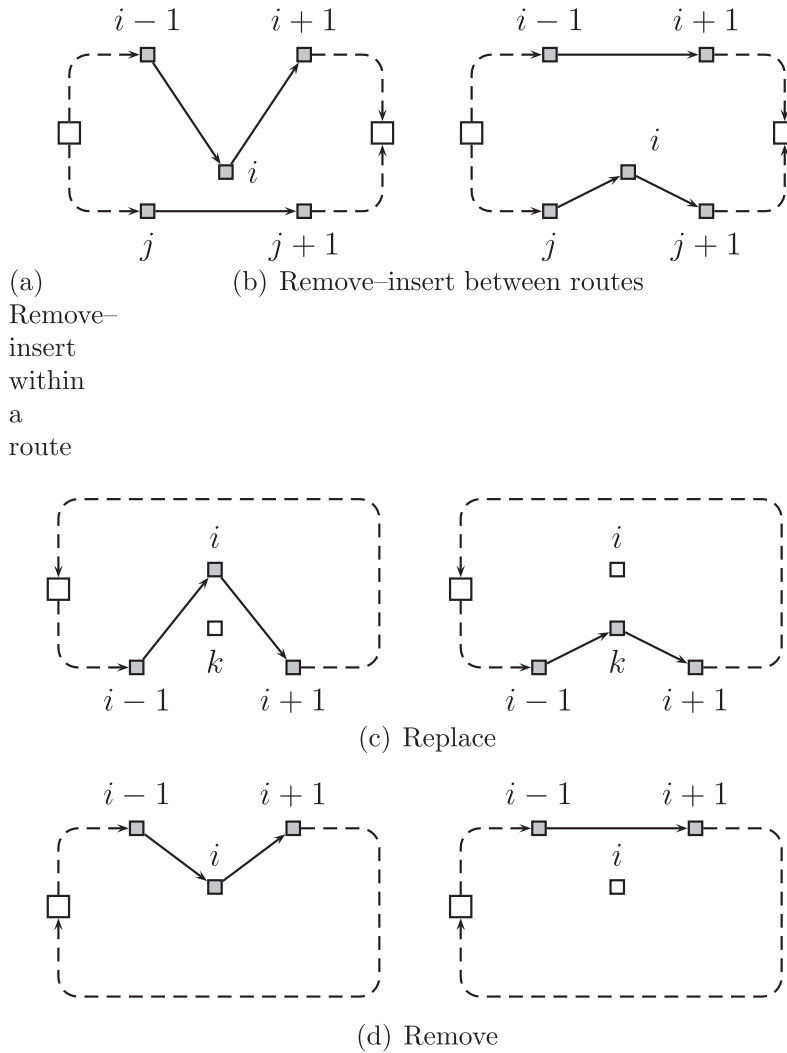 i − 1 i + 1 i − 1 i + 1
i i
j j + 1 j j + 1
(a) (b) Remove–insert between routes
Remove–
insert
within
a
route
i i
k k
i − 1 i + 1 i − 1 i + 1
(c) Replace
i − 1 i + 1 i − 1 i + 1
i i
(d) Remove